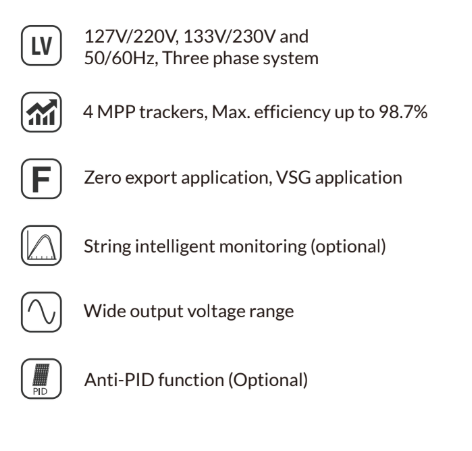 LV
127V/220V, 133V/230V and
50/60Hz, Three phase system
4 MPP trackers, Max. efficiency up to 98.7%
F
Zero export application, VSG application
String intelligent monitoring (optional)
Wide output voltage range
PID
Anti-PID function (Optional)